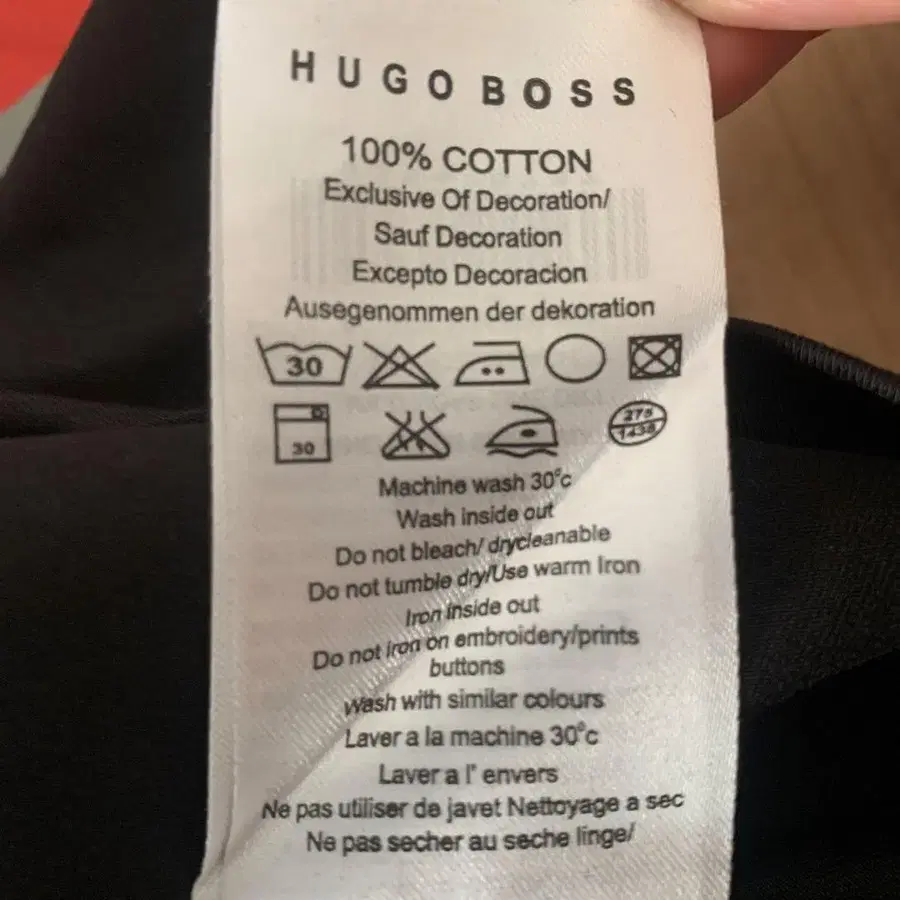 HUGO BOSS
100% COTTON
Exclusive Of Decoration/
Sauf Decoration
Excepto Decoracion
Ausegenommen der dekoration
30
30
Machine wash 30°c
Wash inside out
Do not bleach/ drycleanable
Do not tumble dry/Use warm Iron
Iron inside out
Do not iron on embroidery/prints
buttons
Wash with similar colours
Laver a la machine 30°c
Laver a l' envers
Ne pas utiliser de javet Nettoyage a sec
Ne pas secher au seche linge/